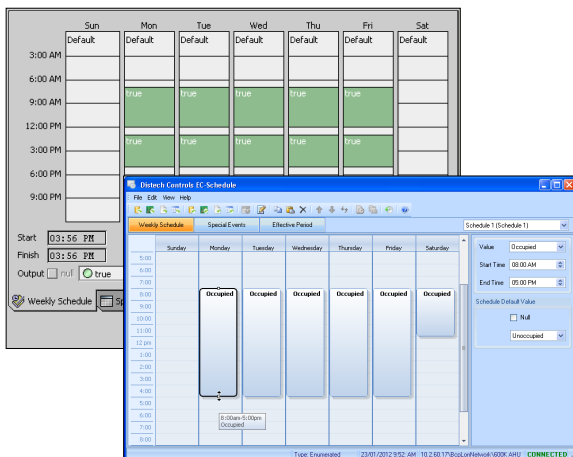 Sun Mon Tue Wed Thu Fri Sat
Default Default Default Default Default Default Default
3:00 AM
6:00 AM
true true true true true
9:00 AM
12:00 PM
true true true true true
3:00 PM
6:00 PM
9:00 PM
Start 03:56 PM
Finish 03:56 PM
Output null true
Weekly Schedule Sp
Distech Controls EC-Schedule
File Edit View Help
Weekly Schedule Special Events Effective Period Schedule 1 (Schedule 1)
Sunday Monday Tuesday Wednesday Thursday Friday Saturday
5:00
6:00
7:00
8:00
Occupied Occupied Occupied Occupied Occupied Occupied
9:00
10:00
11:00
12 pm
1:00
2:00
3:00
4:00
5:00
6:00
7:00
8:00
8:00am-5:00pm
Occupied
Value Occupied
Start Time 08:00 AM
End Time 05:00 PM
Schedule Default Value
Null
Unoccupied
Type: Enumerated 23/01/2012 9:52 AM 10.2.60.17\BcpLonNetwork\600K AHU CONNECTED